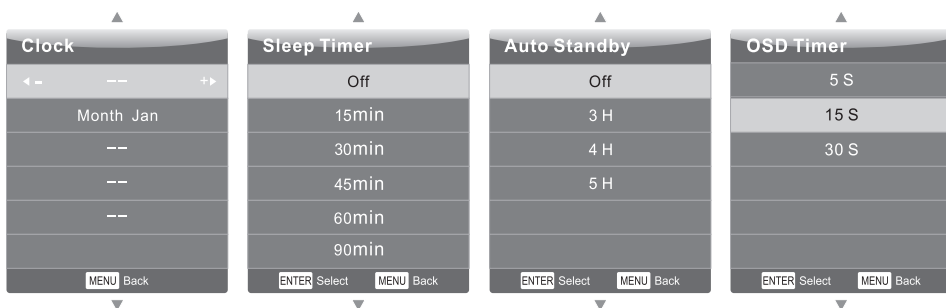 Clock
- -- +
Month Jan
--
--
--
MENU Back
Sleep Timer
Off
15min
30min
45min
60min
90min
ENTER Select MENU Back
Auto Standby
Off
3 H
4 H
5 H
ENTER Select MENU Back
OSD Timer
5 S
15 S
30 S
ENTER Select MENU Back